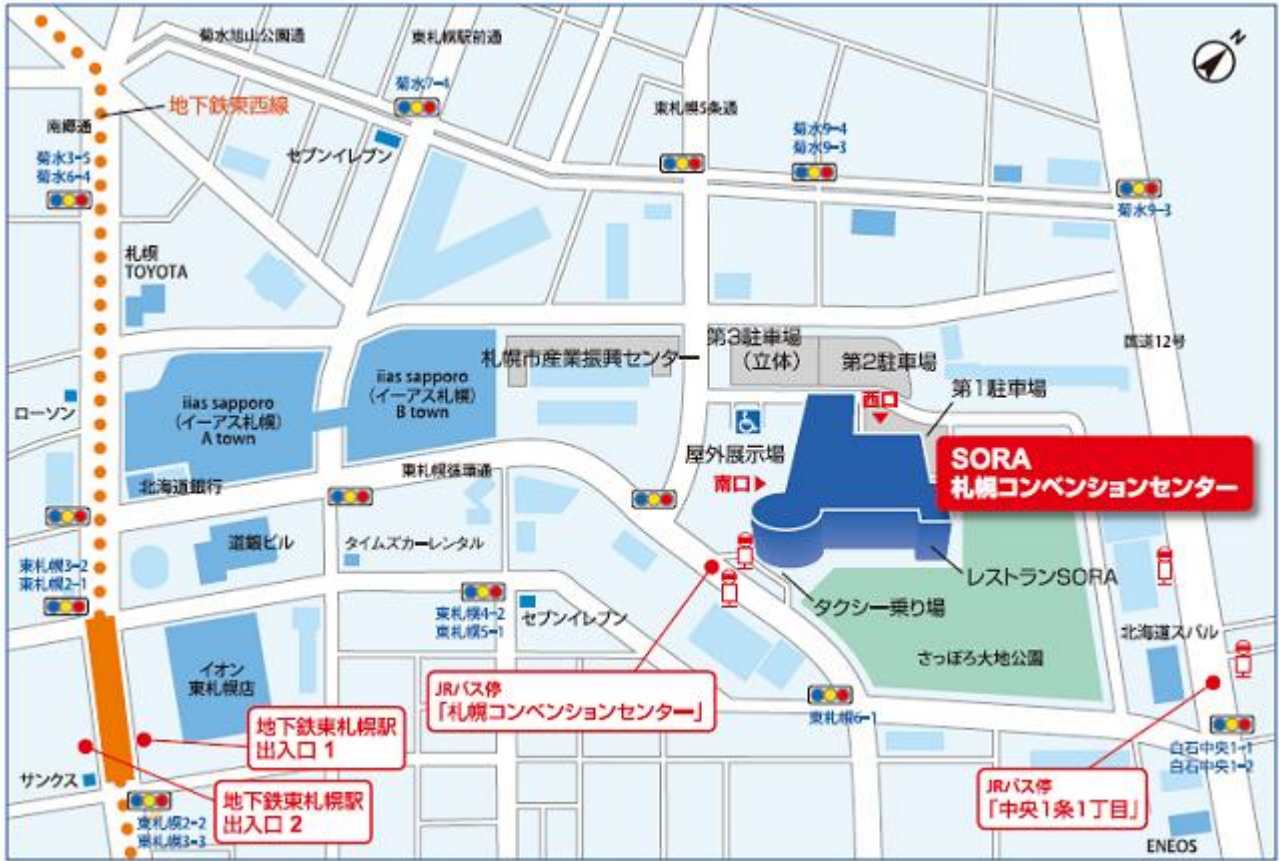 菊水旭山公園通
東札幌駅前通
N
菊水7-4
地下鉄東西線
東札幌5条通
南郷通
菊水9-4
菊水9-3
菊水3-5
菊水6-4
セブンイレブン
菊水9-3
札幌
TOYOTA
国道12号
札幌市産業振興センター
第3駐車場
(立体)
第2駐車場
第1駐車場
iias sapporo
(イーアス札幌)
A town
iias sapporo
(イーアス札幌)
B town
ローソン
西口
屋外展示場
南口
SORA
札幌コンベンションセンター
東札幌循環通
北海道銀行
道銀ビル
タイムズカーレンタル
東札幌3-2
東札幌2-1
レストランSORA
タクシー乗り場
東札幌4-2
東札幌5-1
セブンイレブン
北海道スバル
さっぽろ大地公園
イオン
東札幌店
JRバス停
「札幌コンベンションセンター」
東札幌6-1
地下鉄東札幌駅
出入口 1
白石中央1-1
白石中央1-2
サンクス
地下鉄東札幌駅
出入口 2
JRバス停
「中央1条1丁目」
東札幌2-2
東札幌3-3
ENEOS